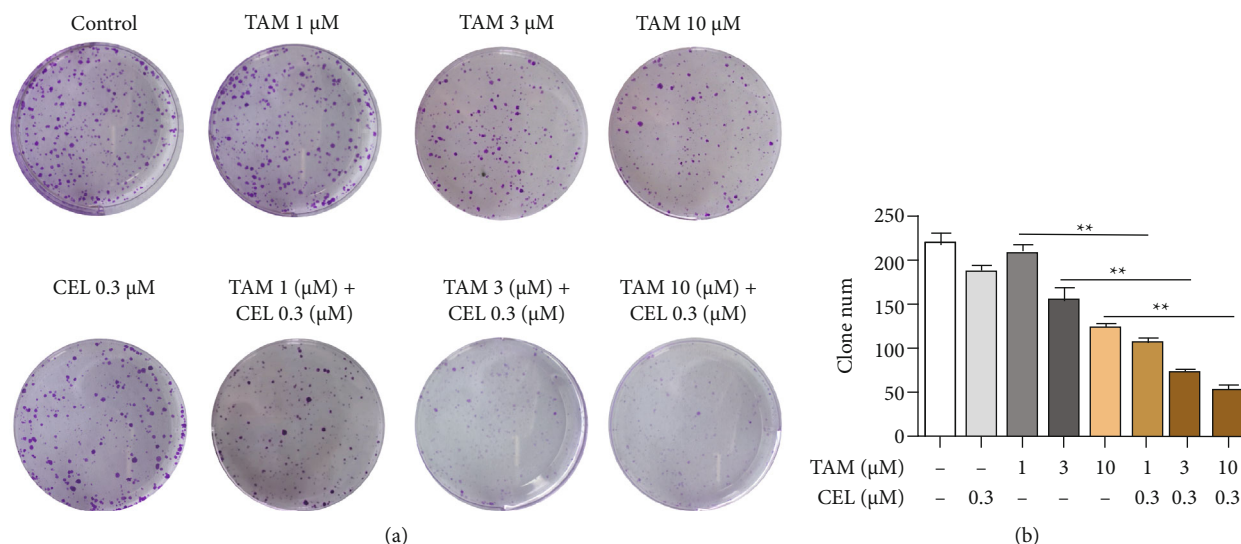 Control
TAM 1 μM
TAM 3 μM
TAM 10 μM
CEL 0.3 μM
TAM 1 (μM) +
CEL 0.3 (μM)
TAM 3 (μM) +
CEL 0.3 (μM)
TAM 10 (μM) +
CEL 0.3 (μM)
(a)
Clone num
250
200
150
100
50
0
**
**
**
TAM (μM) – – 1 3 10 1 3 10
CEL (μM) – 0.3 – – – 0.3 0.3 0.3
(b)